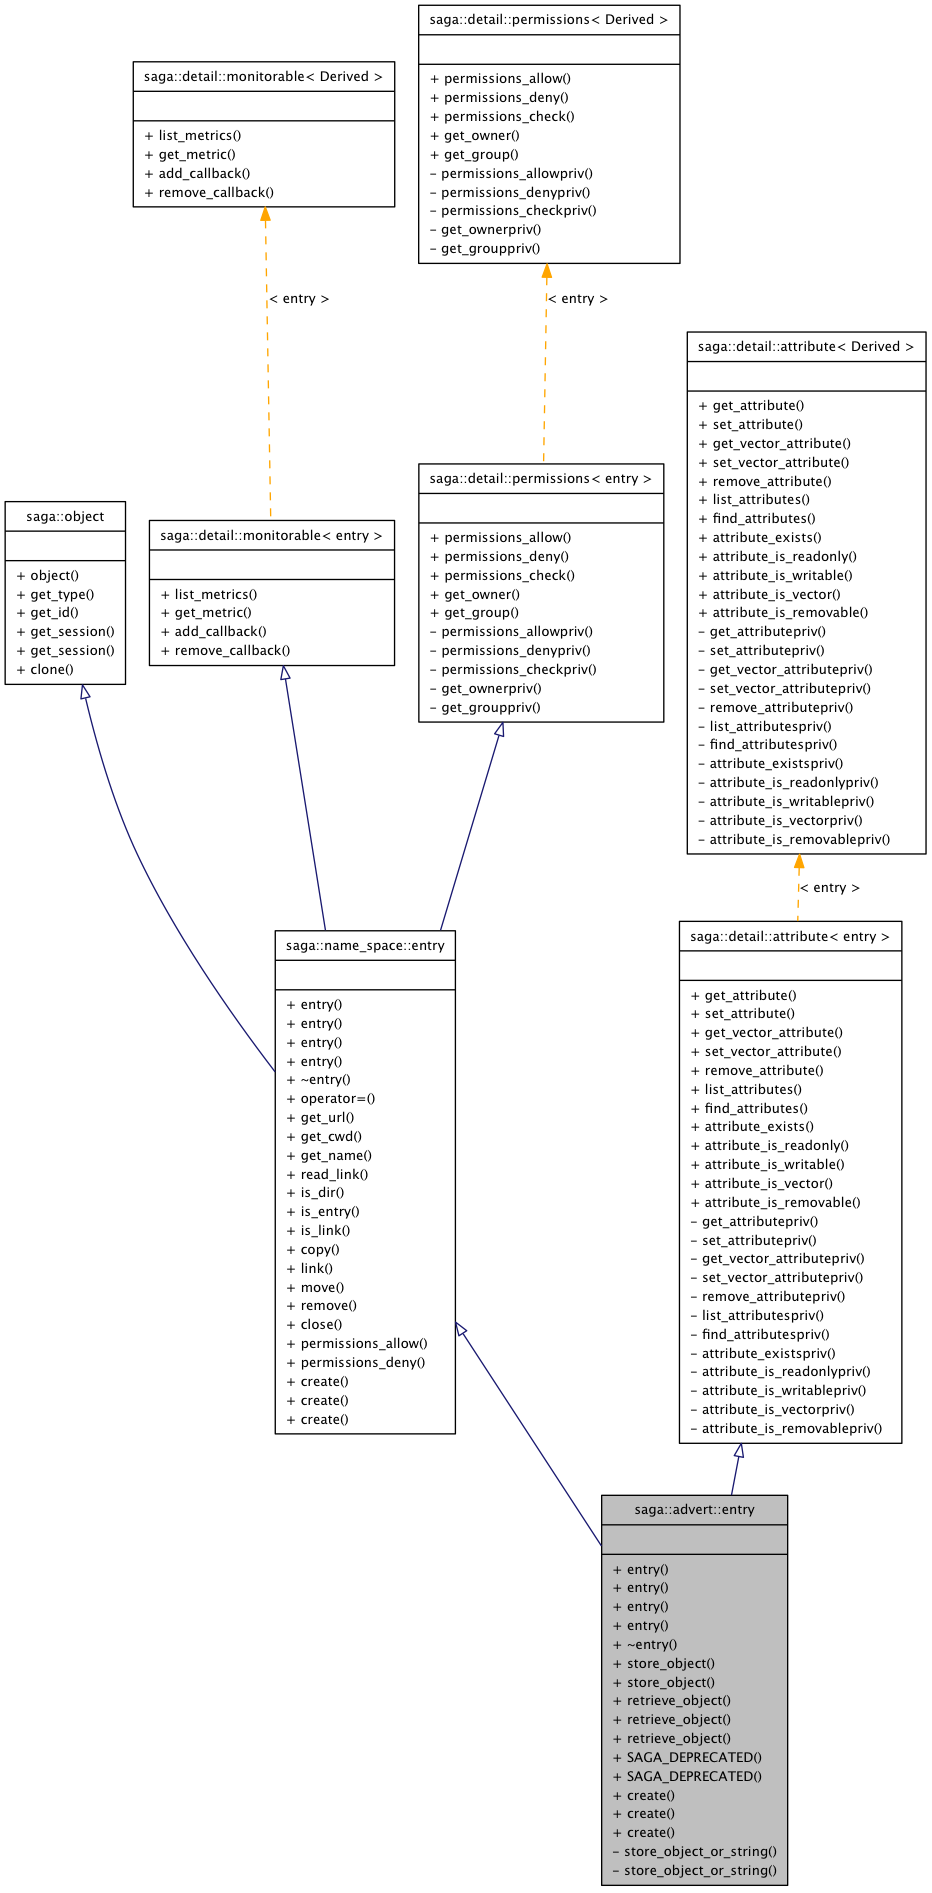 saga::detail::permissions< Derived >
+ permissions_allow()
+ permissions_deny()
+ permissions_check()
+ get_owner()
+ get_group()
– permissions_allowpriv()
– permissions_denypriv()
– permissions_checkpriv()
– get_ownerpriv()
– get_grouppriv()
saga::detail::monitorable< Derived >
+ list_metrics()
+ get_metric()
+ add_callback()
+ remove_callback()
< entry >
< entry >
saga::detail::attribute< Derived >
+ get_attribute()
+ set_attribute()
+ get_vector_attribute()
+ set_vector_attribute()
+ remove_attribute()
+ list_attributes()
+ find_attributes()
+ attribute_exists()
+ attribute_is_readonly()
+ attribute_is_writable()
+ attribute_is_vector()
+ attribute_is_removable()
– get_attributepriv()
– set_attributepriv()
– get_vector_attributepriv()
– set_vector_attributepriv()
– remove_attributepriv()
– list_attributespriv()
– find_attributespriv()
– attribute_existspriv()
– attribute_is_readonlypriv()
– attribute_is_writablepriv()
– attribute_is_vectorpriv()
– attribute_is_removablepriv()
saga::detail::permissions< entry >
+ permissions_allow()
+ permissions_deny()
+ permissions_check()
+ get_owner()
+ get_group()
– permissions_allowpriv()
– permissions_denypriv()
– permissions_checkpriv()
– get_ownerpriv()
– get_grouppriv()
saga::object
+ object()
+ get_type()
+ get_id()
+ get_session()
+ get_session()
+ clone()
saga::detail::monitorable< entry >
+ list_metrics()
+ get_metric()
+ add_callback()
+ remove_callback()
< entry >
saga::name_space::entry
+ entry()
+ entry()
+ entry()
+ entry()
+ ~entry()
+ operator=()
+ get_url()
+ get_cwd()
+ get_name()
+ read_link()
+ is_dir()
+ is_entry()
+ is_link()
+ copy()
+ link()
+ move()
+ remove()
+ close()
+ permissions_allow()
+ permissions_deny()
+ create()
+ create()
+ create()
saga::detail::attribute< entry >
+ get_attribute()
+ set_attribute()
+ get_vector_attribute()
+ set_vector_attribute()
+ remove_attribute()
+ list_attributes()
+ find_attributes()
+ attribute_exists()
+ attribute_is_readonly()
+ attribute_is_writable()
+ attribute_is_vector()
+ attribute_is_removable()
– get_attributepriv()
– set_attributepriv()
– get_vector_attributepriv()
– set_vector_attributepriv()
– remove_attributepriv()
– list_attributespriv()
– find_attributespriv()
– attribute_existspriv()
– attribute_is_readonlypriv()
– attribute_is_writablepriv()
– attribute_is_vectorpriv()
– attribute_is_removablepriv()
saga::advert::entry
+ entry()
+ entry()
+ entry()
+ entry()
+ ~entry()
+ store_object()
+ store_object()
+ retrieve_object()
+ retrieve_object()
+ retrieve_object()
+ SAGA_DEPRECATED()
+ SAGA_DEPRECATED()
+ create()
+ create()
+ create()
– store_object_or_string()
– store_object_or_string()